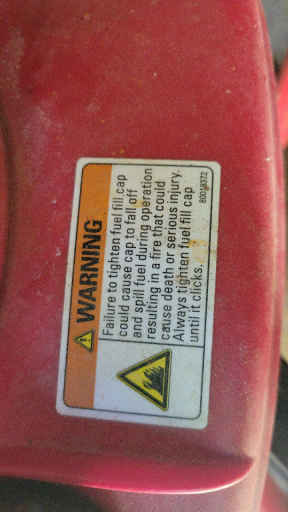 WARNING
Failure to tighten fuel fill cap
could cause cap to fall off
and spill fuel during operation
resulting in a fire that could
cause death or serious injury.
Always tighten fuel fill cap
until it clicks.
80018372